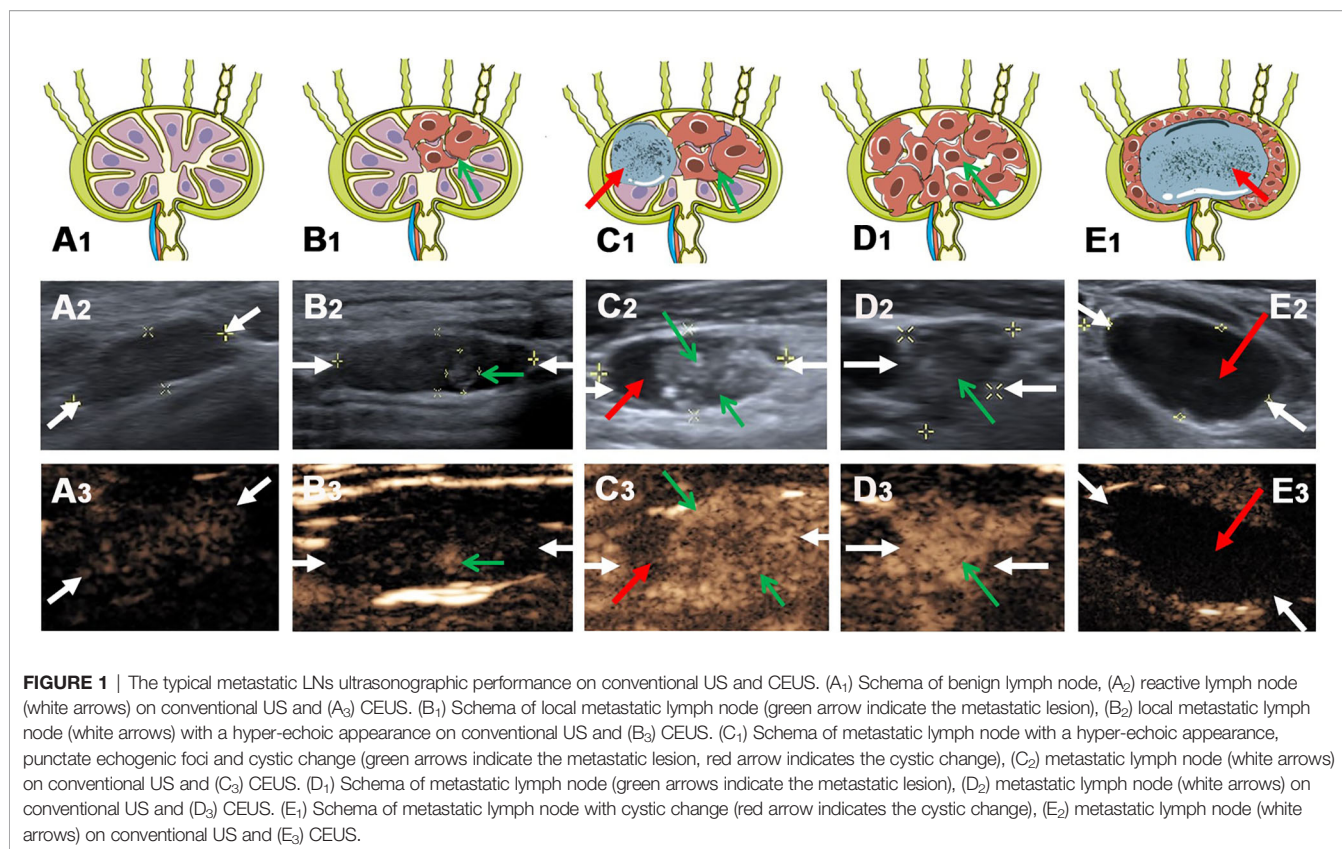 A1 B1 C1 D1 E1
A2 B2 C2 D2 E2
A3 B3 C3 D3 E3
FIGURE 1 | The typical metastatic LNs ultrasonographic performance on conventional US and CEUS. (A1) Schema of benign lymph node, (A2) reactive lymph node
(white arrows) on conventional US and (A3) CEUS. (B1) Schema of local metastatic lymph node (green arrow indicate the metastatic lesion), (B2) local metastatic lymph
node (white arrows) with a hyper-echoic appearance on conventional US and (B3) CEUS. (C1) Schema of metastatic lymph node with a hyper-echoic appearance,
punctate echogenic foci and cystic change (green arrows indicate the metastatic lesion, red arrow indicates the cystic change), (C2) metastatic lymph node (white arrows)
on conventional US and (C3) CEUS. (D1) Schema of metastatic lymph node (green arrows indicate the metastatic lesion), (D2) metastatic lymph node (white arrows) on
conventional US and (D3) CEUS. (E1) Schema of metastatic lymph node with cystic change (red arrow indicates the cystic change), (E2) metastatic lymph node (white
arrows) on conventional US and (E3) CEUS.